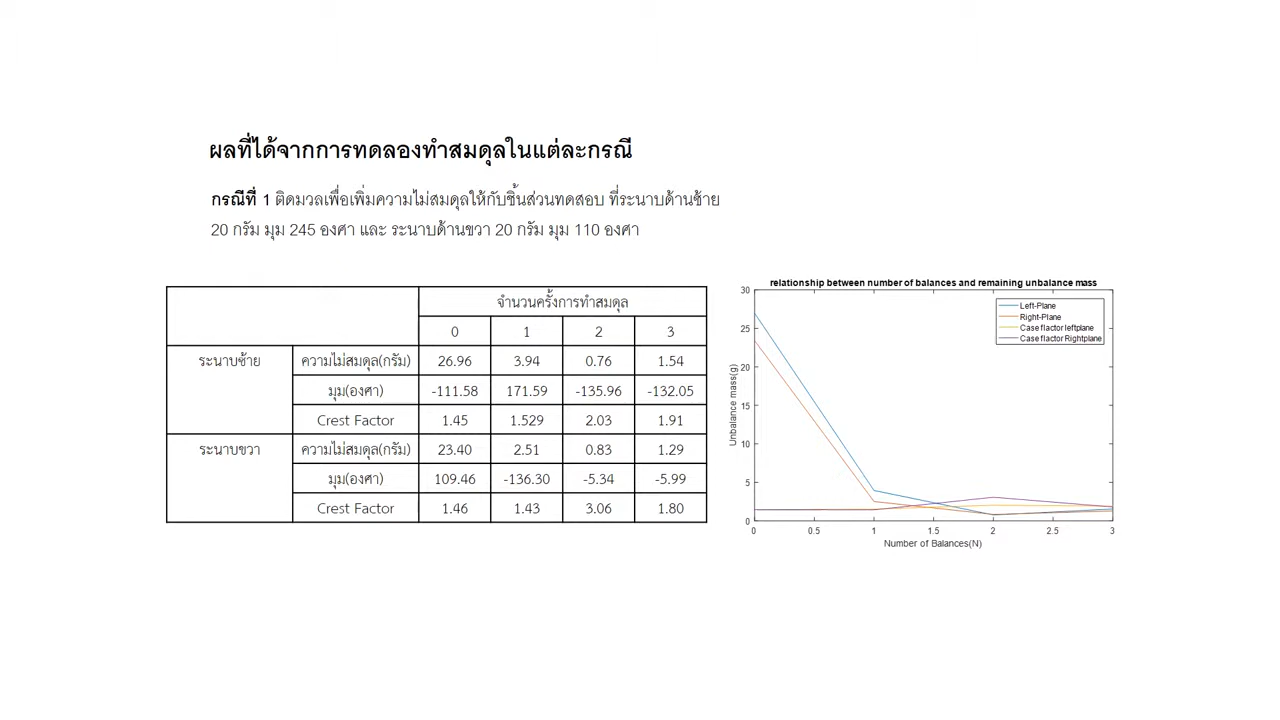 ผลที่ได้จากการทดลองทำสมดุลในแต่ละกรณี
กรณีที่ 1 ติดมวลเพื่อเพิ่มความไม่สมดุลให้กับชิ้นส่วนทดสอบ ที่ระนาบด้านซ้าย
20 กรัม มุม 245 องศา และ ระนาบด้านขวา 20 กรัม มุม 110 องศา
จำนวนครั้งการทำสมดุล
0 1 2 3
ระนาบซ้าย ความไม่สมดุล(กรัม) 26.96 3.94 0.76 1.54
มุม(องศา) -111.58 171.59 -135.96 -132.05
Crest Factor 1.45 1.529 2.03 1.91
ระนาบขวา ความไม่สมดุล(กรัม) 23.40 2.51 0.83 1.29
มุม(องศา) 109.46 -136.30 -5.34 -5.99
Crest Factor 1.46 1.43 3.06 1.80
relationship between number of balances and remaining unbalance mass
Left-Plane
Right-Plane
Case flactor leftplane
Case flactor Rightplane
Unbalance mass(g)
30
25
20
15
10
5
0
0 0.5 1 1.5 2 2.5 3
Number of Balances(N)